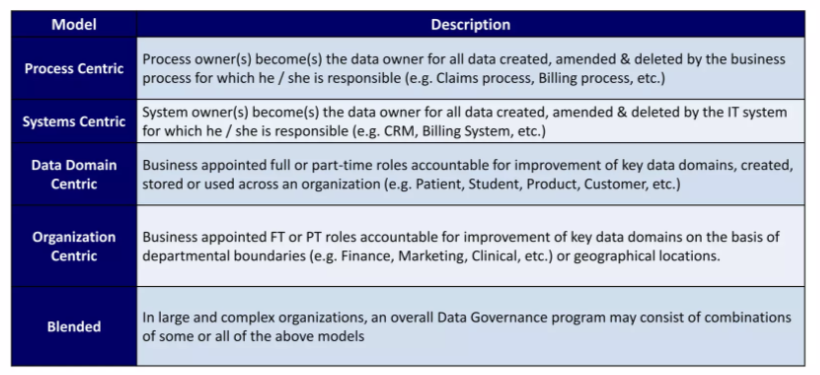 Model
Description
Process Centric
Process owner(s) become(s) the data owner for all data created, amended & deleted by the business
process for which he / she is responsible (e.g. Claims process, Billing process, etc.)
Systems Centric
System owner(s) become(s) the data owner for all data created, amended & deleted by the IT system
for which he / she is responsible (e.g. CRM, Billing System, etc.)
Data Domain
Centric
Business appointed full or part-time roles accountable for improvement of key data domains, created,
stored or used across an organization (e.g. Patient, Student, Product, Customer, etc.)
Organization
Centric
Business appointed FT or PT roles accountable for improvement of key data domains on the basis of
departmental boundaries (e.g. Finance, Marketing, Clinical, etc.) or geographical locations.
Blended
In large and complex organizations, an overall Data Governance program may consist of combinations
of some or all of the above models